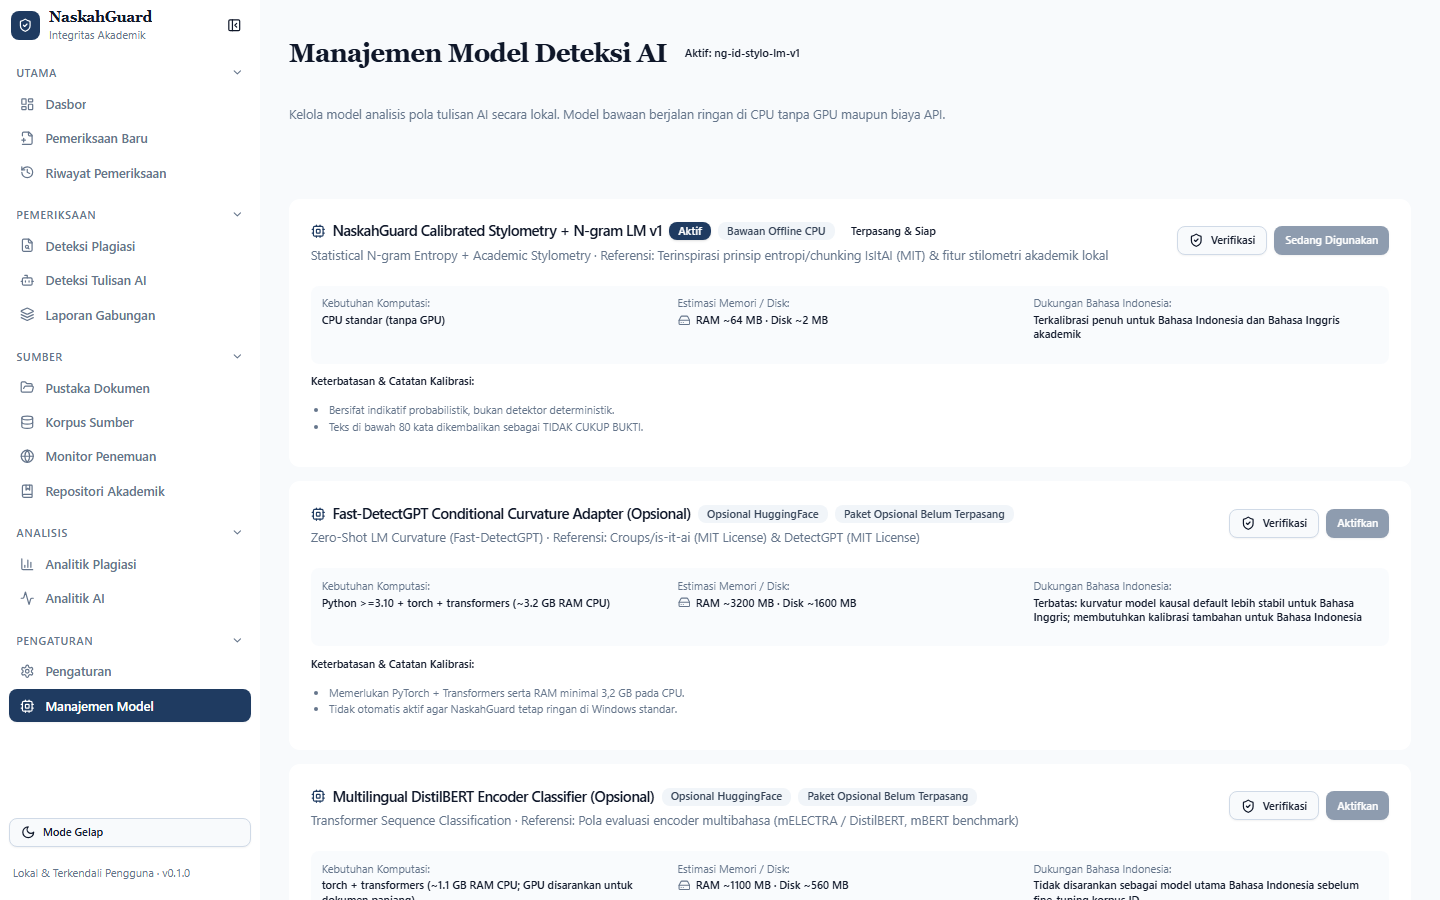 NaskahGuard
Integritas Akademik
UTAMA
Dasbor
Pemeriksaan Baru
Riwayat Pemeriksaan
PEMERIKSAAN
Deteksi Plagiasi
Deteksi Tulisan AI
Laporan Gabungan
SUMBER
Pustaka Dokumen
Korpus Sumber
Monitor Penemuan
Repositori Akademik
ANALISIS
Analitik Plagiasi
Analitik AI
PENGATURAN
Pengaturan
Manajemen Model
Mode Gelap
Lokal & Terkendali Pengguna · v0.1.0
Manajemen Model Deteksi AI
Aktif: ng-id-stylo-lm-v1
Kelola model analisis pola tulisan AI secara lokal. Model bawaan berjalan ringan di CPU tanpa GPU maupun biaya API.
NaskahGuard Calibrated Stylometry + N-gram LM v1 Aktif Bawaan Offline CPU Terpasang & Siap
Statistical N-gram Entropy + Academic Stylometry · Referensi: Terinspirasi prinsip entropi/chunking IsItAI (MIT) & fitur stilometri akademik lokal
Verifikasi
Sedang Digunakan
Kebutuhan Komputasi:
CPU standar (tanpa GPU)
Estimasi Memori / Disk:
RAM ~64 MB · Disk ~2 MB
Dukungan Bahasa Indonesia:
Terkalibrasi penuh untuk Bahasa Indonesia dan Bahasa Inggris
akademik
Keterbatasan & Catatan Kalibrasi:
• Bersifat indikatif probabilistik, bukan detektor deterministik.
• Teks di bawah 80 kata dikembalikan sebagai TIDAK CUKUP BUKTI.
Fast-DetectGPT Conditional Curvature Adapter (Opsional) Opsional HuggingFace Paket Opsional Belum Terpasang
Zero-Shot LM Curvature (Fast-DetectGPT) · Referensi: Croups/is-it-ai (MIT License) & DetectGPT (MIT License)
Verifikasi
Aktifkan
Kebutuhan Komputasi:
Python >=3.10 + torch + transformers (~3.2 GB RAM CPU)
Estimasi Memori / Disk:
RAM ~3200 MB · Disk ~1600 MB
Dukungan Bahasa Indonesia:
Terbatas: kurvatur model kausal default lebih stabil untuk Bahasa
Inggris; membutuhkan kalibrasi tambahan untuk Bahasa Indonesia
Keterbatasan & Catatan Kalibrasi:
• Memerlukan PyTorch + Transformers serta RAM minimal 3,2 GB pada CPU.
• Tidak otomatis aktif agar NaskahGuard tetap ringan di Windows standar.
Multilingual DistilBERT Encoder Classifier (Opsional) Opsional HuggingFace Paket Opsional Belum Terpasang
Transformer Sequence Classification · Referensi: Pola evaluasi encoder multibahasa (mELECTRA / DistilBERT, mBERT benchmark)
Verifikasi
Aktifkan
Kebutuhan Komputasi:
torch + transformers (~1.1 GB RAM CPU; GPU disarankan untuk
dokumen panjang)
Estimasi Memori / Disk:
RAM ~1100 MB · Disk ~560 MB
Dukungan Bahasa Indonesia:
Tidak disarankan sebagai model utama Bahasa Indonesia sebelum
fine-tuning korpus ID